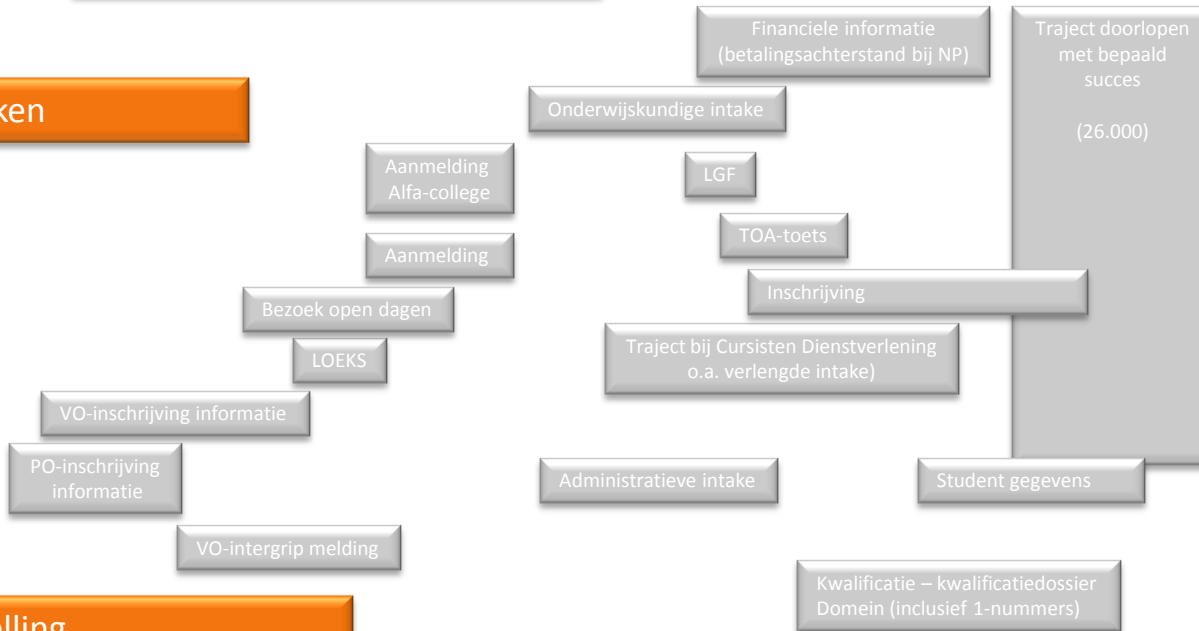 Financiele informatie
(betalingsachterstand bij NP)
Traject doorlopen
met bepaald
succes
(26.000)
ken
Onderwijskundige intake
Aanmelding
Alfa-college
LGF
TOA-toets
Aanmelding
Inschrijving
Bezoek open dagen
Traject bij Cursisten Dienstverlening
o.a. verlengde intake)
LOEKS
VO-inschrijving informatie
PO-inschrijving
informatie
Administratieve intake
Student gegevens
VO-intergrip melding
Kwalificatie – kwalificatiedossier
Domein (inclusief 1-nummers)
lling